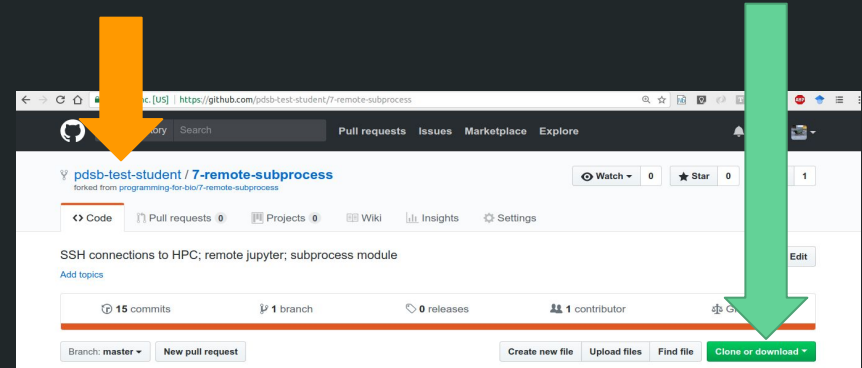 nc. [US] | https://github.com/pdsb-test-student/7-remote-subprocess
ory Search Pull requests Issues Marketplace Explore
pdsb-test-student / 7-remote-subprocess
forked from programming-for-bio/7-remote-subprocess
Watch 0 Star 0 1
Code Pull requests 0 Projects 0 Wiki Insights Settings
SSH connections to HPC; remote jupyter; subprocess module
Edit
Add topics
15 commits 1 branch 0 releases 1 contributor
Branch: master New pull request Create new file Upload files Find file Clone or download